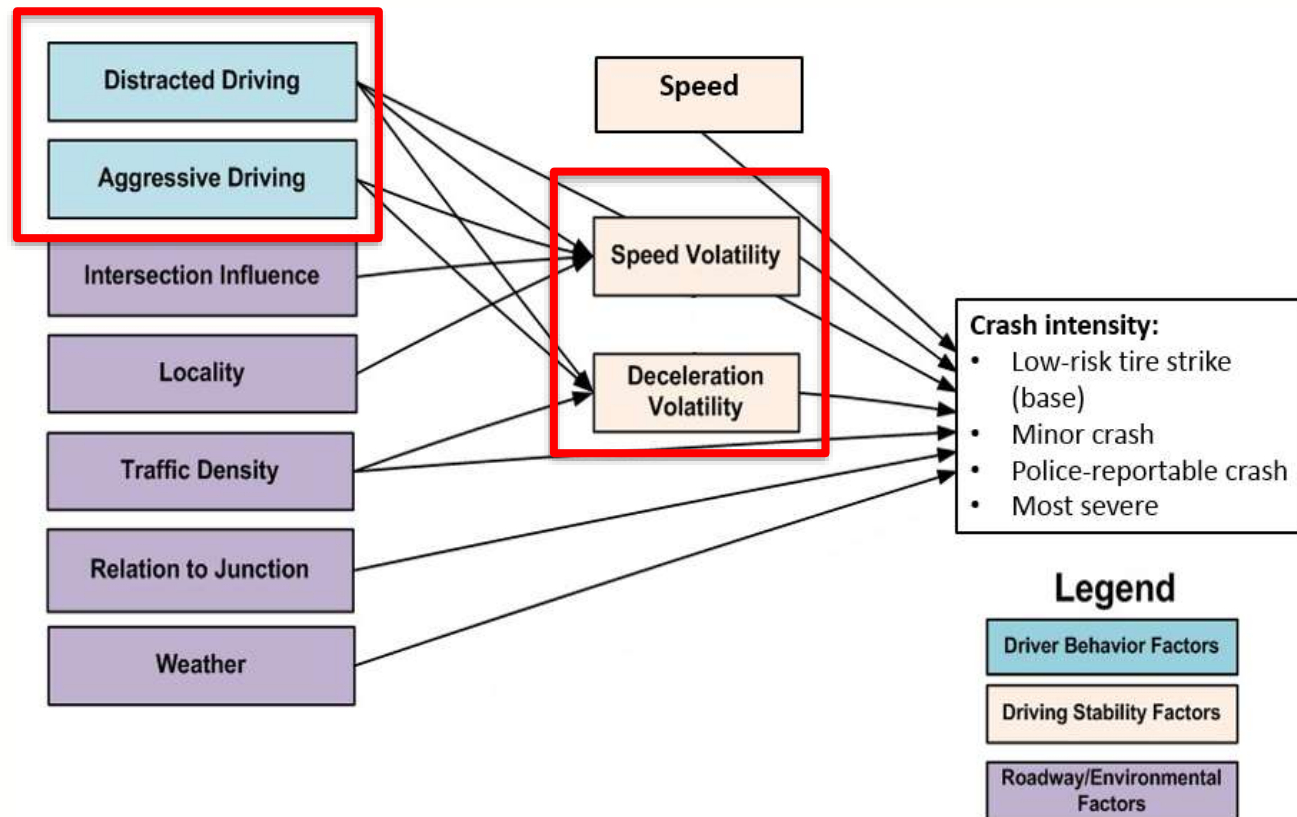 Distracted Driving
Aggressive Driving
Intersection Influence
Locality
Traffic Density
Relation to Junction
Weather
Speed
Speed Volatility
Deceleration
Volatility
Crash intensity:
• Low-risk tire strike
(base)
• Minor crash
• Police-reportable crash
• Most severe
Legend
Driver Behavior Factors
Driving Stability Factors
Roadway/Environmental
Factors